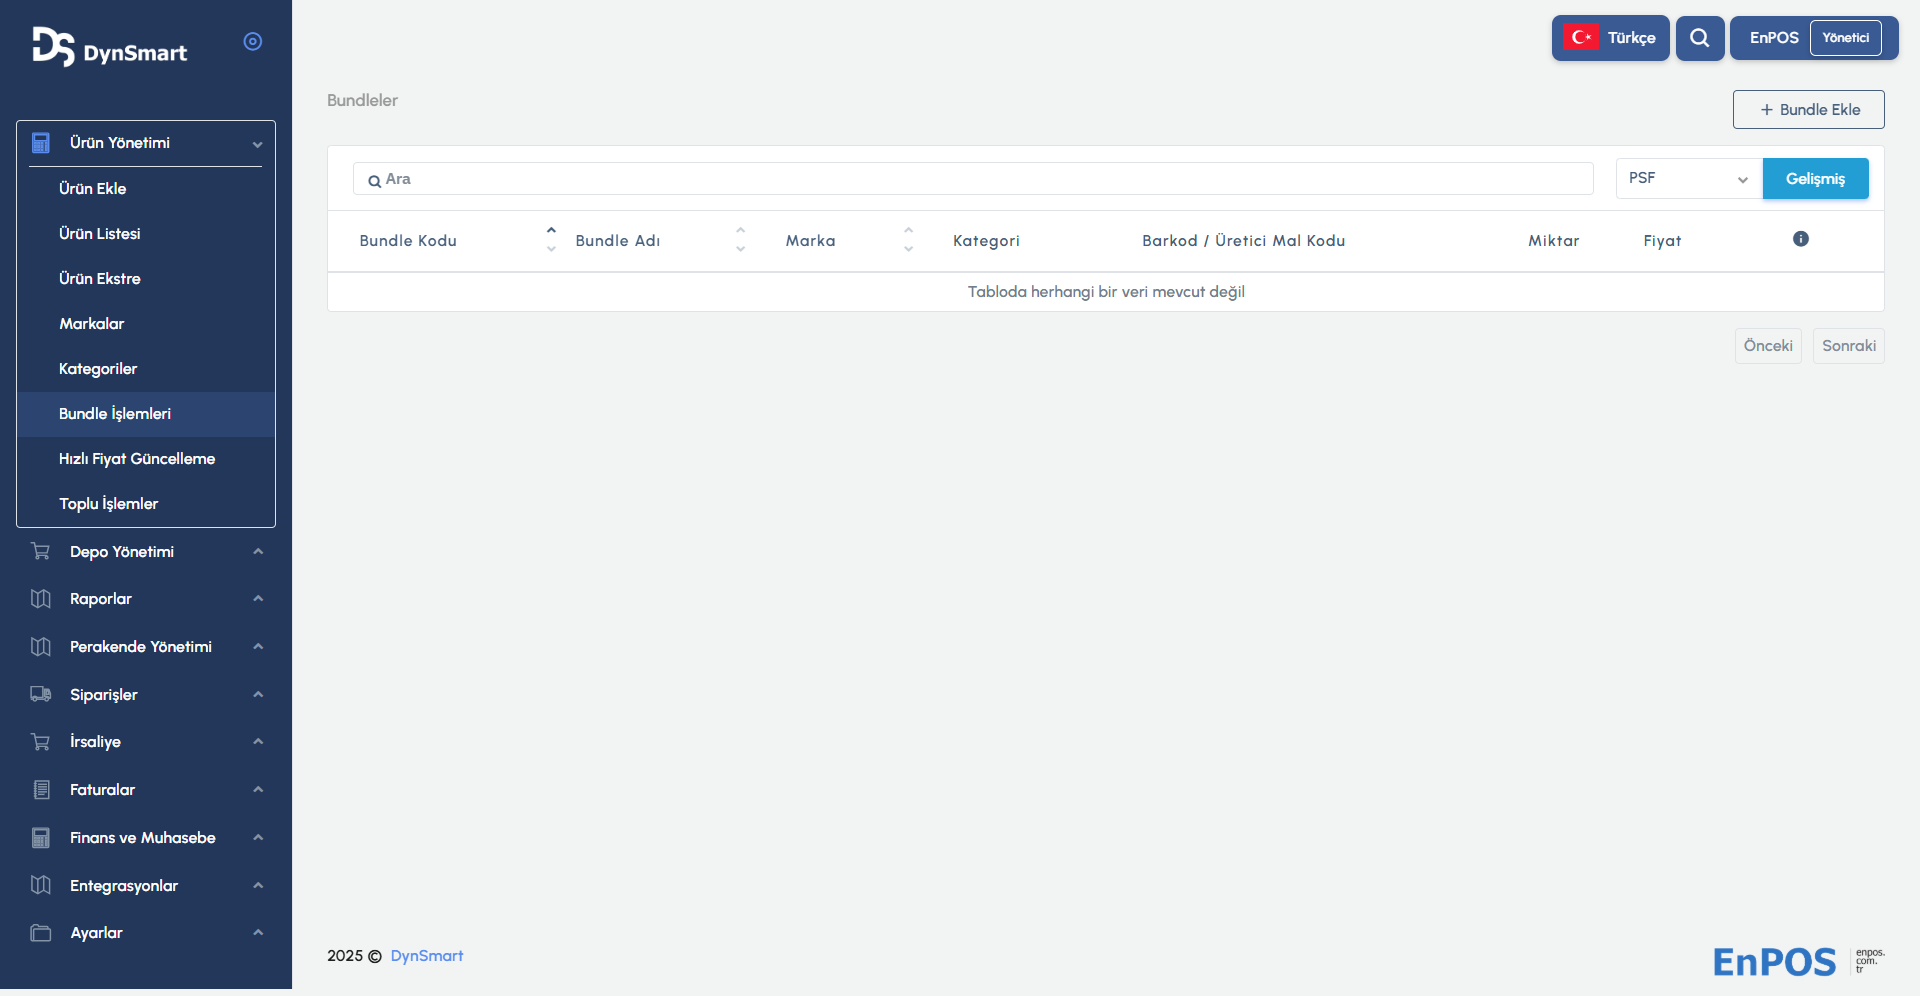 DS DynSmart
Türkçe
EnPOS Yönetici
Ürün Yönetimi
Ürün Ekle
Ürün Listesi
Ürün Ekstre
Markalar
Kategoriler
Bundle İşlemleri
Hızlı Fiyat Güncelleme
Toplu İşlemler
Depo Yönetimi
Raporlar
Perakende Yönetimi
Siparişler
İrsaliye
Faturalar
Finans ve Muhasebe
Entegrasyonlar
Ayarlar
Bundleler
+ Bundle Ekle
Ara
PSF
Gelişmiş
Bundle Kodu Bundle Adı Marka Kategori Barkod / Üretici Mal Kodu Miktar Fiyat
Tabloda herhangi bir veri mevcut değil
Önceki Sonraki
2025 © DynSmart
EnPOS
enpos.
com.
tr